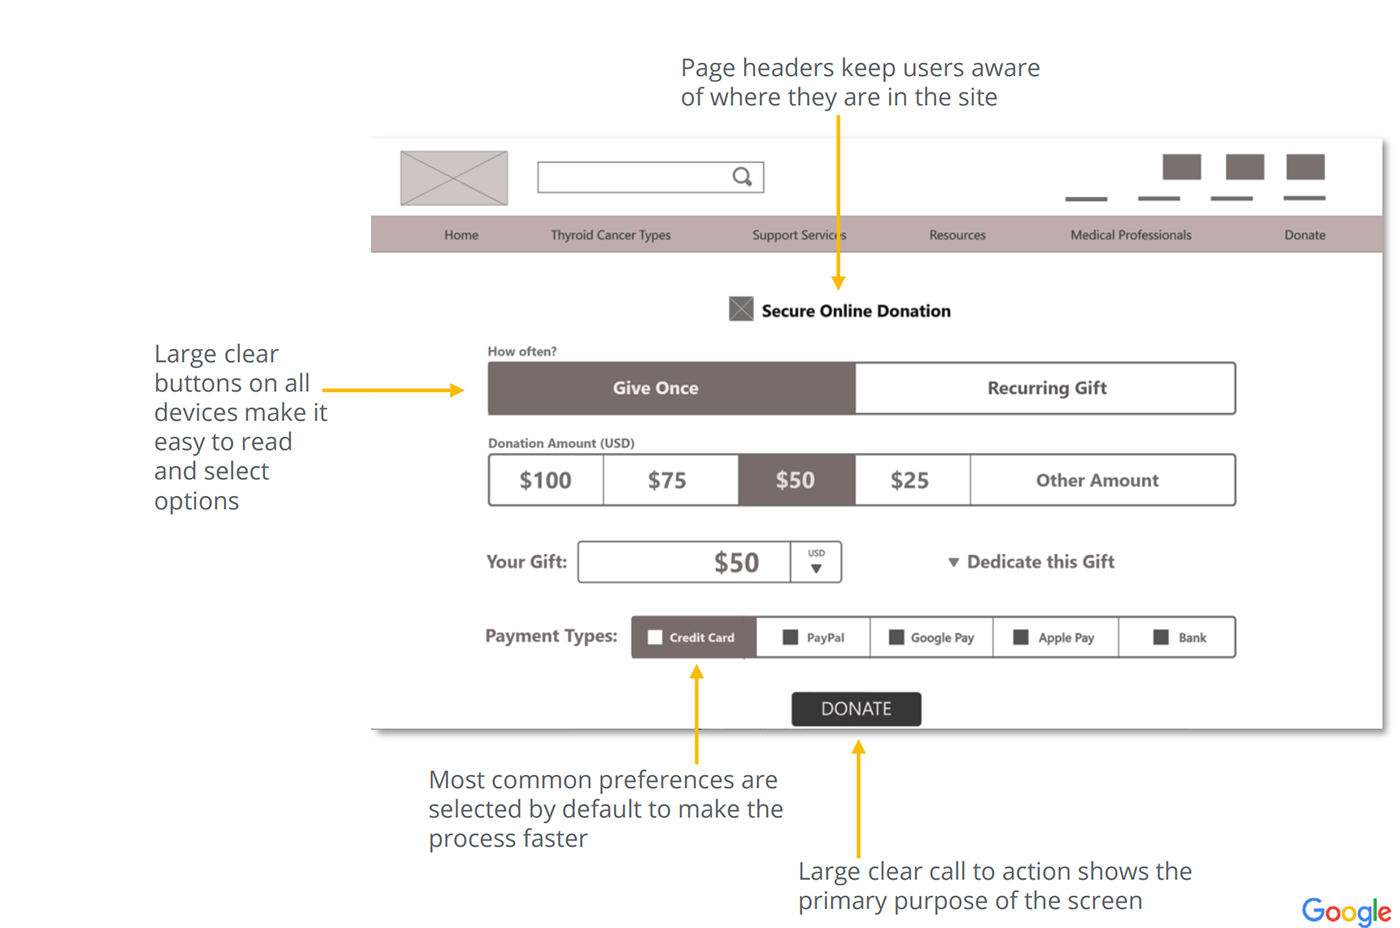 Page headers keep users aware
of where they are in the site
Home Thyroid Cancer Types Support Services Resources Medical Professionals Donate
Secure Online Donation
Large clear
buttons on all
devices make it
easy to read
and select
options
How often?
Give Once Recurring Gift
Donation Amount (USD)
$100 $75 $50 $25 Other Amount
Your Gift: $50 USD ▼ ▼ Dedicate this Gift
Payment Types: Credit Card PayPal Google Pay Apple Pay Bank
DONATE
Most common preferences are
selected by default to make the
process faster
Large clear call to action shows the
primary purpose of the screen
Google